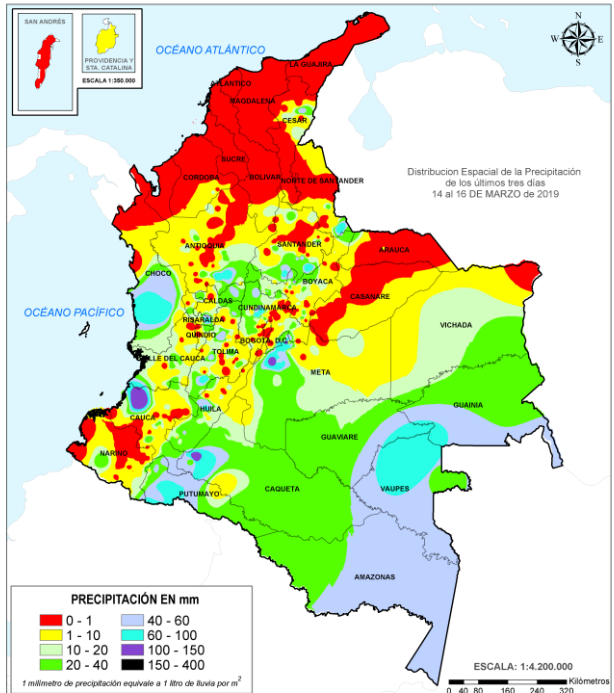 SAN ANDRÉS
PROVIDENCIA Y
STA. CATALINA
ESCALA 1:350.000
OCÉANO ATLÁNTICO
N
W
E
S
LA GUAJIRA
ATLANTICO
MAGDALENA
CESAR
SUCRE
CORDOBA
BOLIVAR
NORTE DE SANTANDER
Distribucion Espacial de la Precipitación
de los últimos tres días
14 al 16 DE MARZO de 2019
ANTIOQUIA
SANTANDER
ARAUCA
CHOCO
BOYACA
CASANARE
CALDAS
CUNDINAMARCA
OCÉANO PACÍFICO
RISARALDA
VICHADA
QUINDIO
BOGOTA, D.C.
TOLIMA
VALLE DEL CAUCA
META
GUAINIA
HUILA
CAUCA
GUAVIARE
NARIÑO
PUTUMAYO
CAQUETA
VAUPES
AMAZONAS
PRECIPITACIÓN EN mm
0 - 1
40 - 60
1 - 10
60 - 100
10 - 20
100 - 150
20 - 40
150 - 400
1 milímetro de precipitación equivale a 1 litro de lluvia por m2
ESCALA: 1:4.200.000
Kilómetros
0 40 80 160 240 320